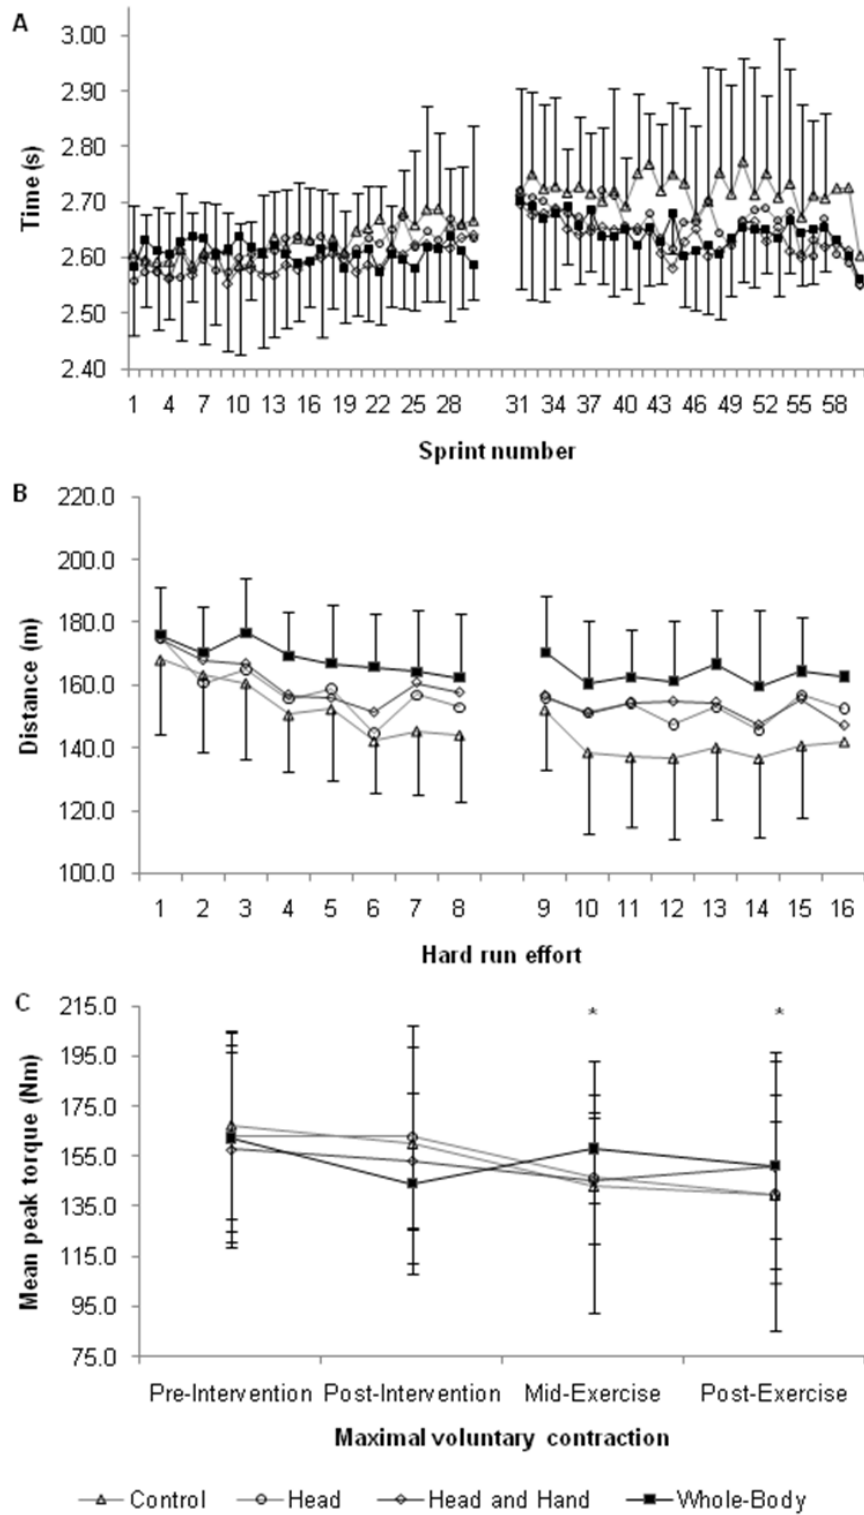 A
3.00
2.90
2.80
2.70
2.60
2.50
2.40
Time (s)
1 4 7 10 13 16 19 22 25 28 31 34 37 40 43 46 49 52 55 58
Sprint number
B
220.0
200.0
180.0
160.0
140.0
120.0
100.0
Distance (m)
1 2 3 4 5 6 7 8 9 10 11 12 13 14 15 16
Hard run effort
C
215.0
195.0
175.0
155.0
135.0
115.0
95.0
75.0
Mean peak torque (Nm)
* *
Pre-Intervention Post-Intervention Mid-Exercise Post-Exercise
Maximal voluntary contraction
Control Head Head and Hand Whole-Body